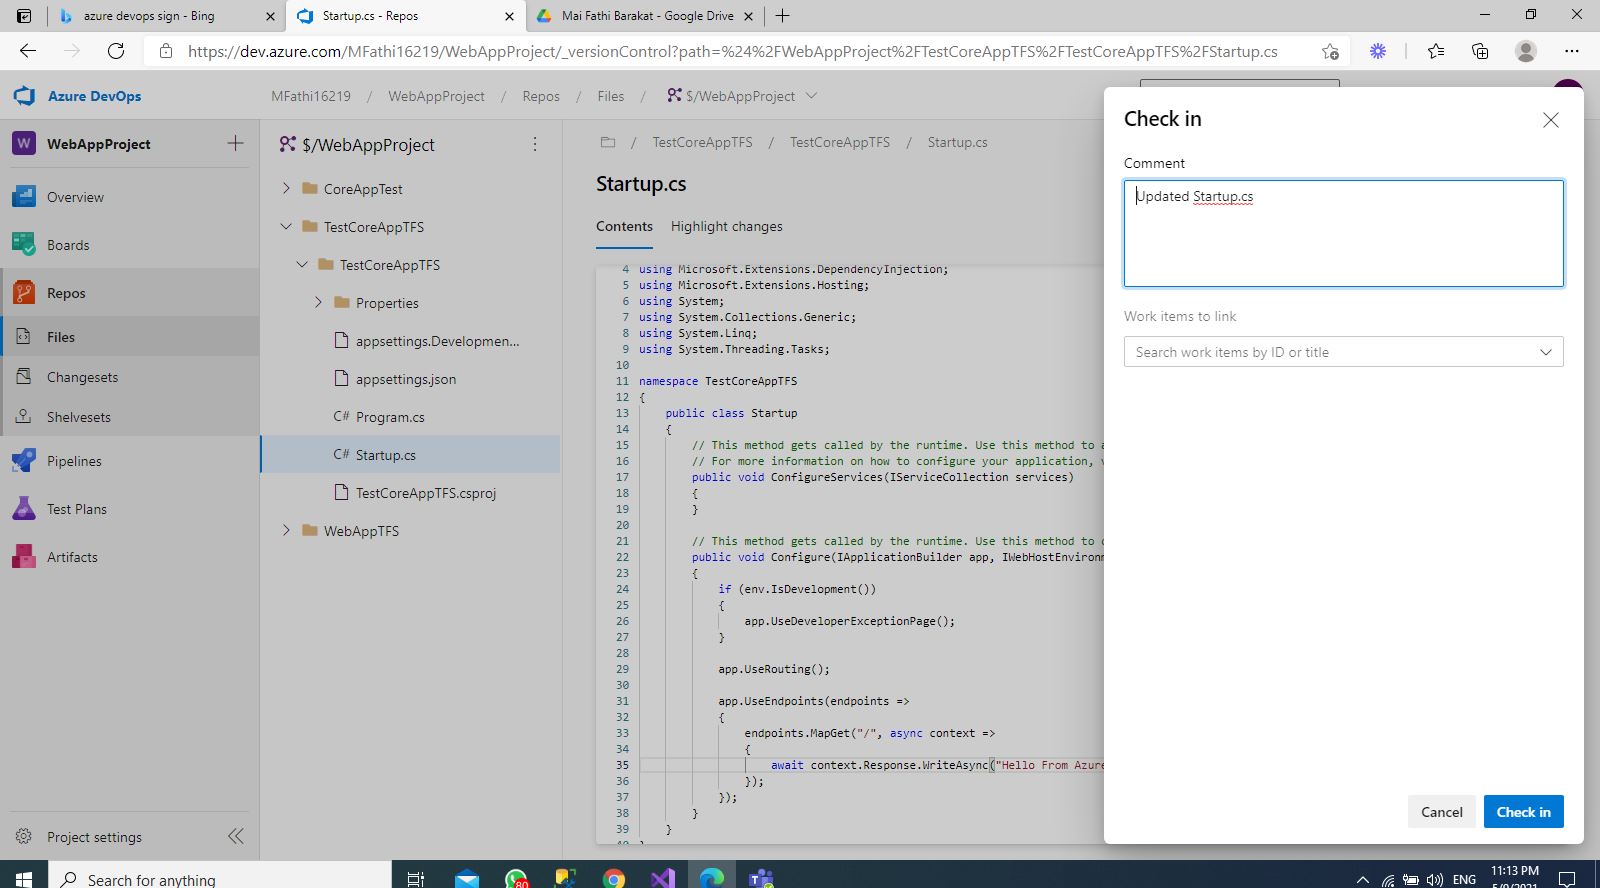 azure devops sign - Bing
Startup.cs - Repos
Mai Fathi Barakat - Google Drive
https://dev.azure.com/MFathi16219/WebAppProject/_versionControl?path=%24%2FWebAppProject%2FTestCoreAppTFS%2FTestCoreAppTFS%2FStartup.cs
Azure DevOps
MFathi16219 / WebAppProject / Repos / Files / $/WebAppProject
W WebAppProject
Overview
Boards
Repos
Files
Changesets
Shelvesets
Pipelines
Test Plans
Artifacts
Project settings
$/WebAppProject
CoreAppTest
TestCoreAppTFS
TestCoreAppTFS
Properties
appsettings.Developmen...
appsettings.json
C# Program.cs
C# Startup.cs
TestCoreAppTFS.csproj
WebAppTFS
/ TestCoreAppTFS / TestCoreAppTFS / Startup.cs
Startup.cs
Contents Highlight changes
4 using Microsoft.Extensions.DependencyInjection;
5 using Microsoft.Extensions.Hosting;
6 using System;
7 using System.Collections.Generic;
8 using System.Linq;
9 using System.Threading.Tasks;
10
11 namespace TestCoreAppTFS
12 {
13 public class Startup
14 {
15 // This method gets called by the runtime. Use this method to
16 // For more information on how to configure your application,
17 public void ConfigureServices(IServiceCollection services)
18 {
19 }
20
21 // This method gets called by the runtime. Use this method to
22 public void Configure(IApplicationBuilder app, IWebHostEnvironm
23 {
24 if (env.IsDevelopment())
25 {
26 app.UseDeveloperExceptionPage();
27 }
28
29 app.UseRouting();
30
31 app.UseEndpoints(endpoints =>
32 {
33 endpoints.MapGet("/", async context =>
34 {
35 await context.Response.WriteAsync("Hello From Azure
36 });
37 });
38 }
39 }
Check in
Comment
Updated Startup.cs
Work items to link
Search work items by ID or title
Cancel
Check in
Search for anything
80
ENG
11:13 PM